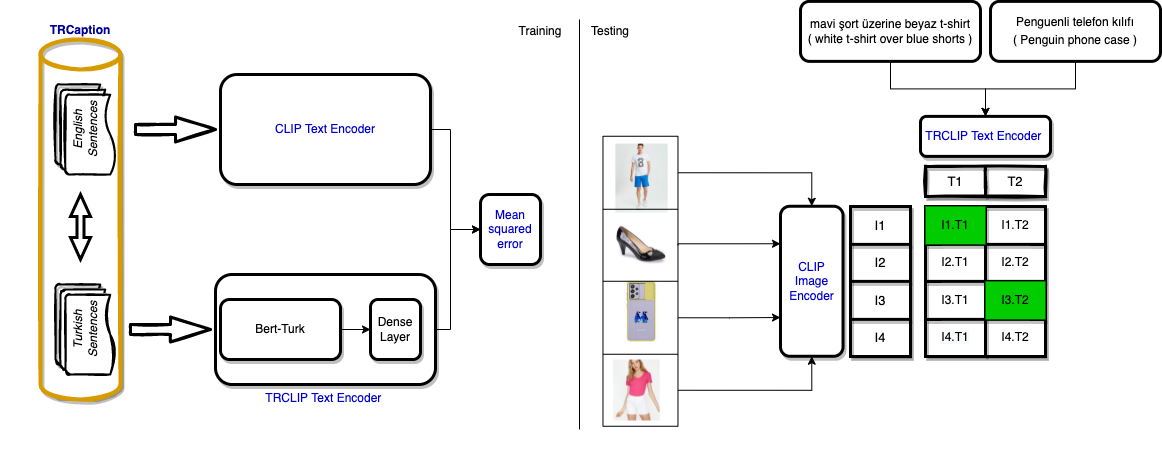 TRCaption
English
Sentences
Turkish
Sentences
Training
CLIP Text Encoder
Mean
squared
error
Bert-Turk
Dense
Layer
TRCLIP Text Encoder
Testing
mavi şort üzerine beyaz t-shirt
( white t-shirt over blue shorts )
Penguenli telefon kılıfı
( Penguin phone case )
TRCLIP Text Encoder
T1 T2
CLIP
Image
Encoder
I1 I1.T1 I1.T2
I2 I2.T1 I2.T2
I3 I3.T1 I3.T2
I4 I4.T1 I4.T2